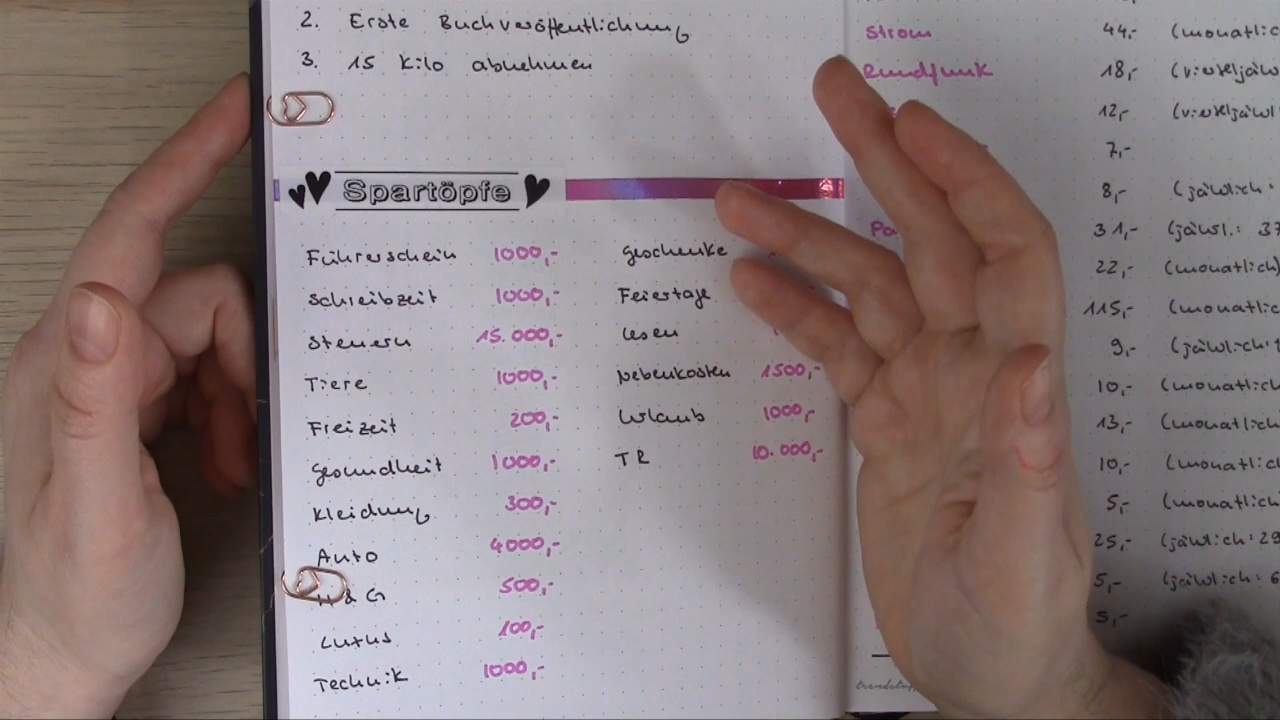 2. Erste Buchveröffentlichung
3. 15 Kilo abnehmen
Spartöpfe
Führerschein 1000,-
Schreibzeit 1000,-
Steuern 15.000,-
Tiere 1000,-
Freizeit 200,-
Gesundheit 1000,-
Kleidung 300,-
Auto 4000,-
& G 500,-
Luxus 100,-
Technik 1000,-
Geschenke
Feiertage
Lesen
Nebenkosten 1500,-
Urlaub 1000,-
TR 10.000,-
Strom 44,- (monatlic
Rundfunk 18,- (vierteljäh
12,- (vierteljährl
7,-
8,- (jährlich:
31,- (jährl.: 37
22,- (monatlich)
115,- (monatlich
9,- (jährlich:
10,- (monatlich
13,- (monatlich
10,- (monatlich
5,- (monatlich
25,- (jährlich: 29
5,- (jährlich: 6
5,-